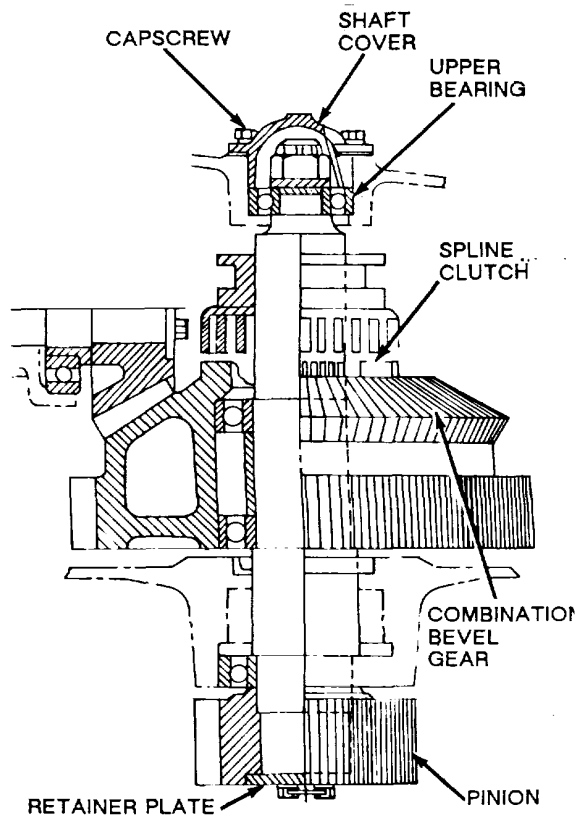 CAPSCREW
SHAFT
COVER
UPPER
BEARING
SPLINE
CLUTCH
COMBINATION
BEVEL
GEAR
RETAINER PLATE
PINION